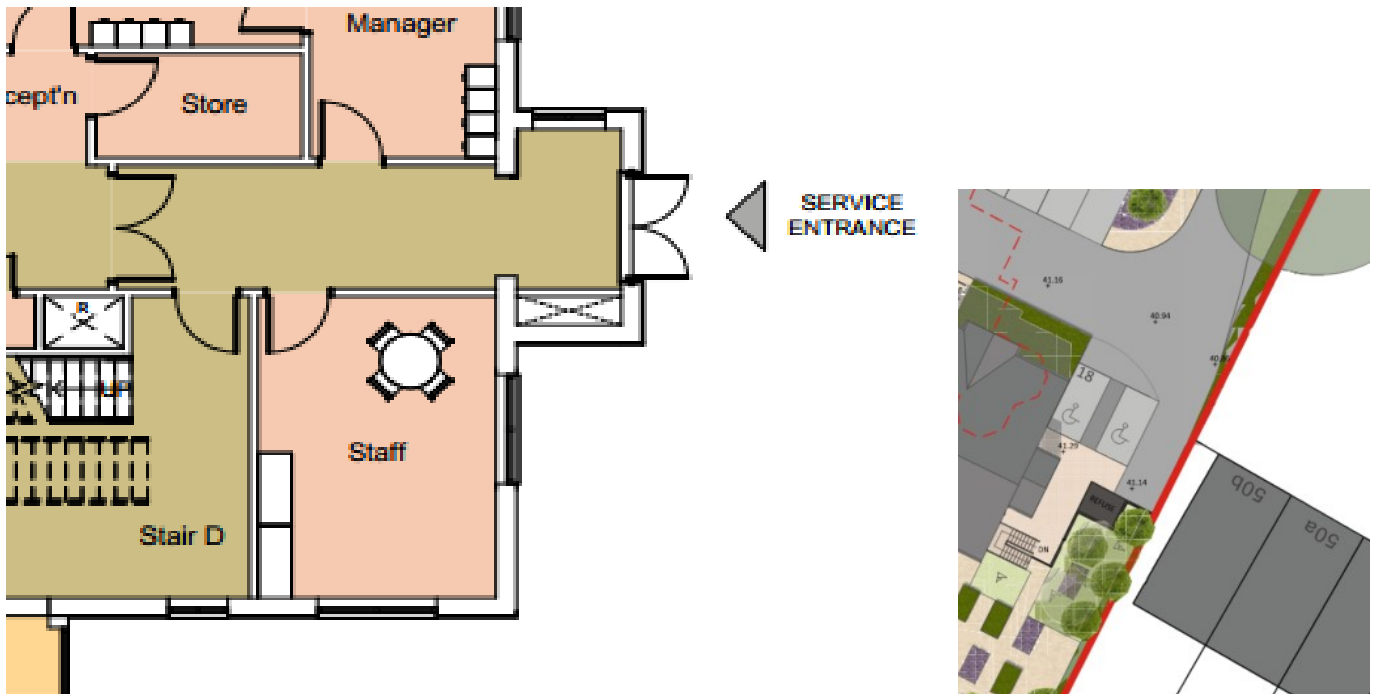 Manager
cept'n
Store
SERVICE
ENTRANCE
R
UP
Staff
Stair D
41.16
40.94
18
41.29
41.14
REFUSE
DN
50b
50a